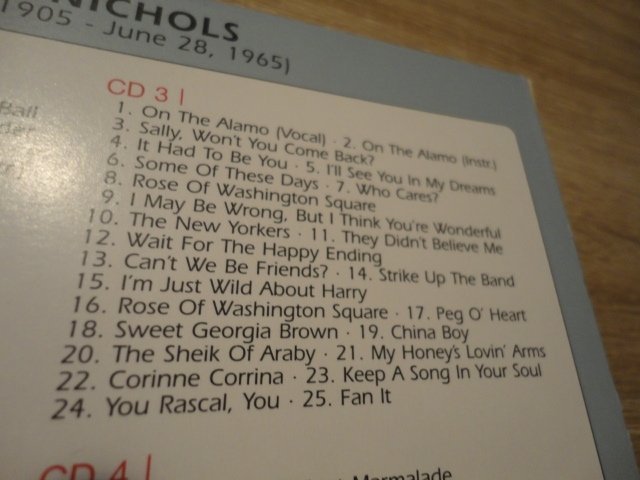 NICHOLS
1905 - June 28, 1965)
Ball
CD 3 |
1. On The Alamo (Vocal) · 2. On The Alamo (Instr.)
3. Sally, Won't You Come Back?
4. It Had To Be You · 5. I'll See You In My Dreams
6. Some Of These Days · 7. Who Cares?
8. Rose Of Washington Square
9. I May Be Wrong, But I Think You're Wonderful
10. The New Yorkers · 11. They Didn't Believe Me
12. Wait For The Happy Ending
13. Can't We Be Friends? · 14. Strike Up The Band
15. I'm Just Wild About Harry
16. Rose Of Washington Square · 17. Peg O' Heart
18. Sweet Georgia Brown · 19. China Boy
20. The Sheik Of Araby · 21. My Honey's Lovin' Arms
22. Corinne Corrina · 23. Keep A Song In Your Soul
24. You Rascal, You · 25. Fan It
CD 4 |
Marmalade